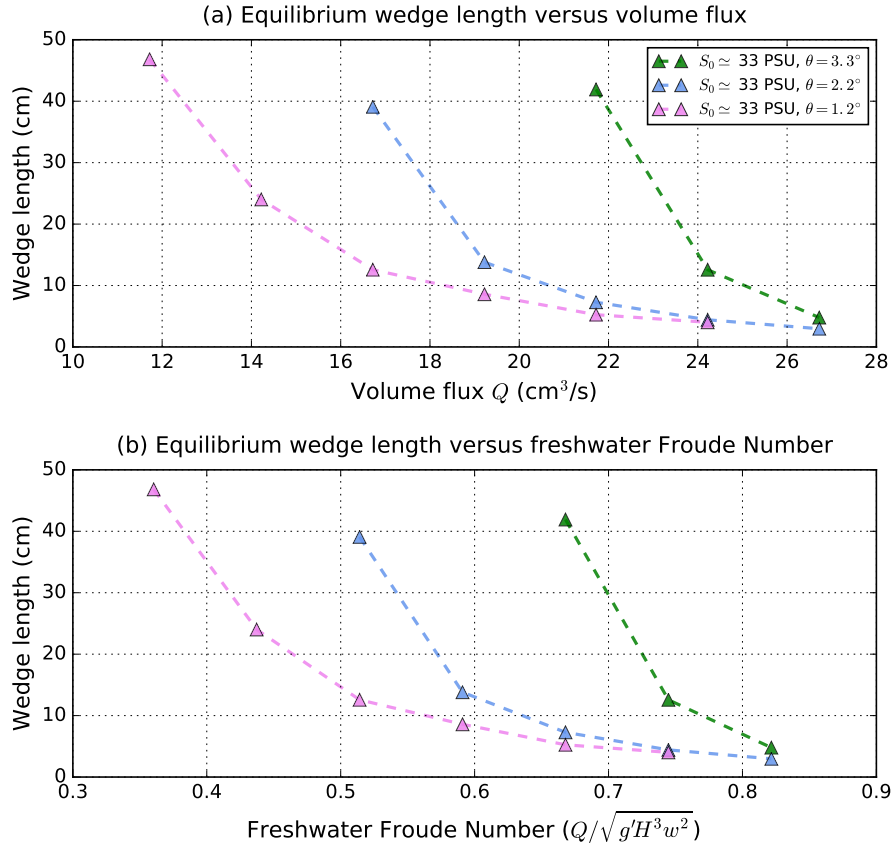 (a) Equilibrium wedge length versus volume flux
50
40
30
20
10
0
Wedge length (cm)
S₀ ≃ 33 PSU, θ = 3.3°
S₀ ≃ 33 PSU, θ = 2.2°
S₀ ≃ 33 PSU, θ = 1.2°
10 12 14 16 18 20 22 24 26 28
Volume flux Q (cm³/s)
(b) Equilibrium wedge length versus freshwater Froude Number
50
40
30
20
10
0
Wedge length (cm)
0.3 0.4 0.5 0.6 0.7 0.8 0.9
Freshwater Froude Number (Q/√g′H³w²)